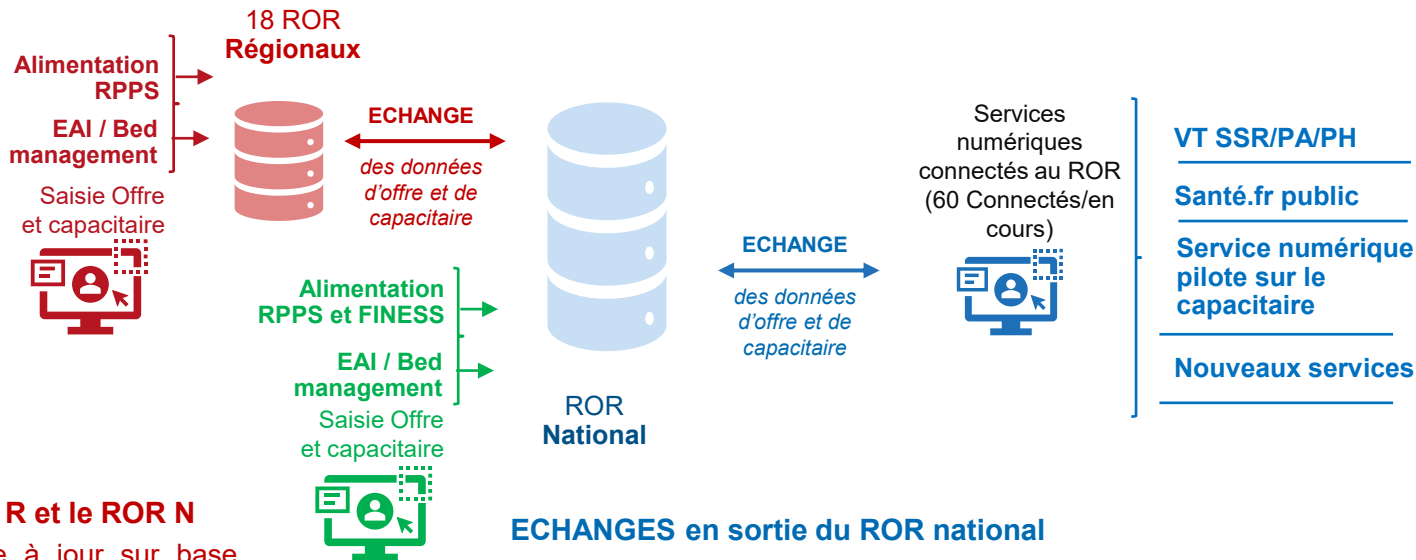 18 ROR
Régionaux
Alimentation
RPPS
EAI / Bed
management
Saisie Offre
et capacitaire
ECHANGE
des données
d'offre et de
capacitaire
Alimentation
RPPS et FINESS
EAI / Bed
management
Saisie Offre
et capacitaire
ROR
National
ECHANGE
des données
d'offre et de
capacitaire
Services
numériques
connectés au ROR
(60 Connectés/en
cours)
VT SSR/PA/PH
Santé.fr public
Service numérique
pilote sur le
capacitaire
Nouveaux services
R et le ROR N
à jour sur base
ECHANGES en sortie du ROR national